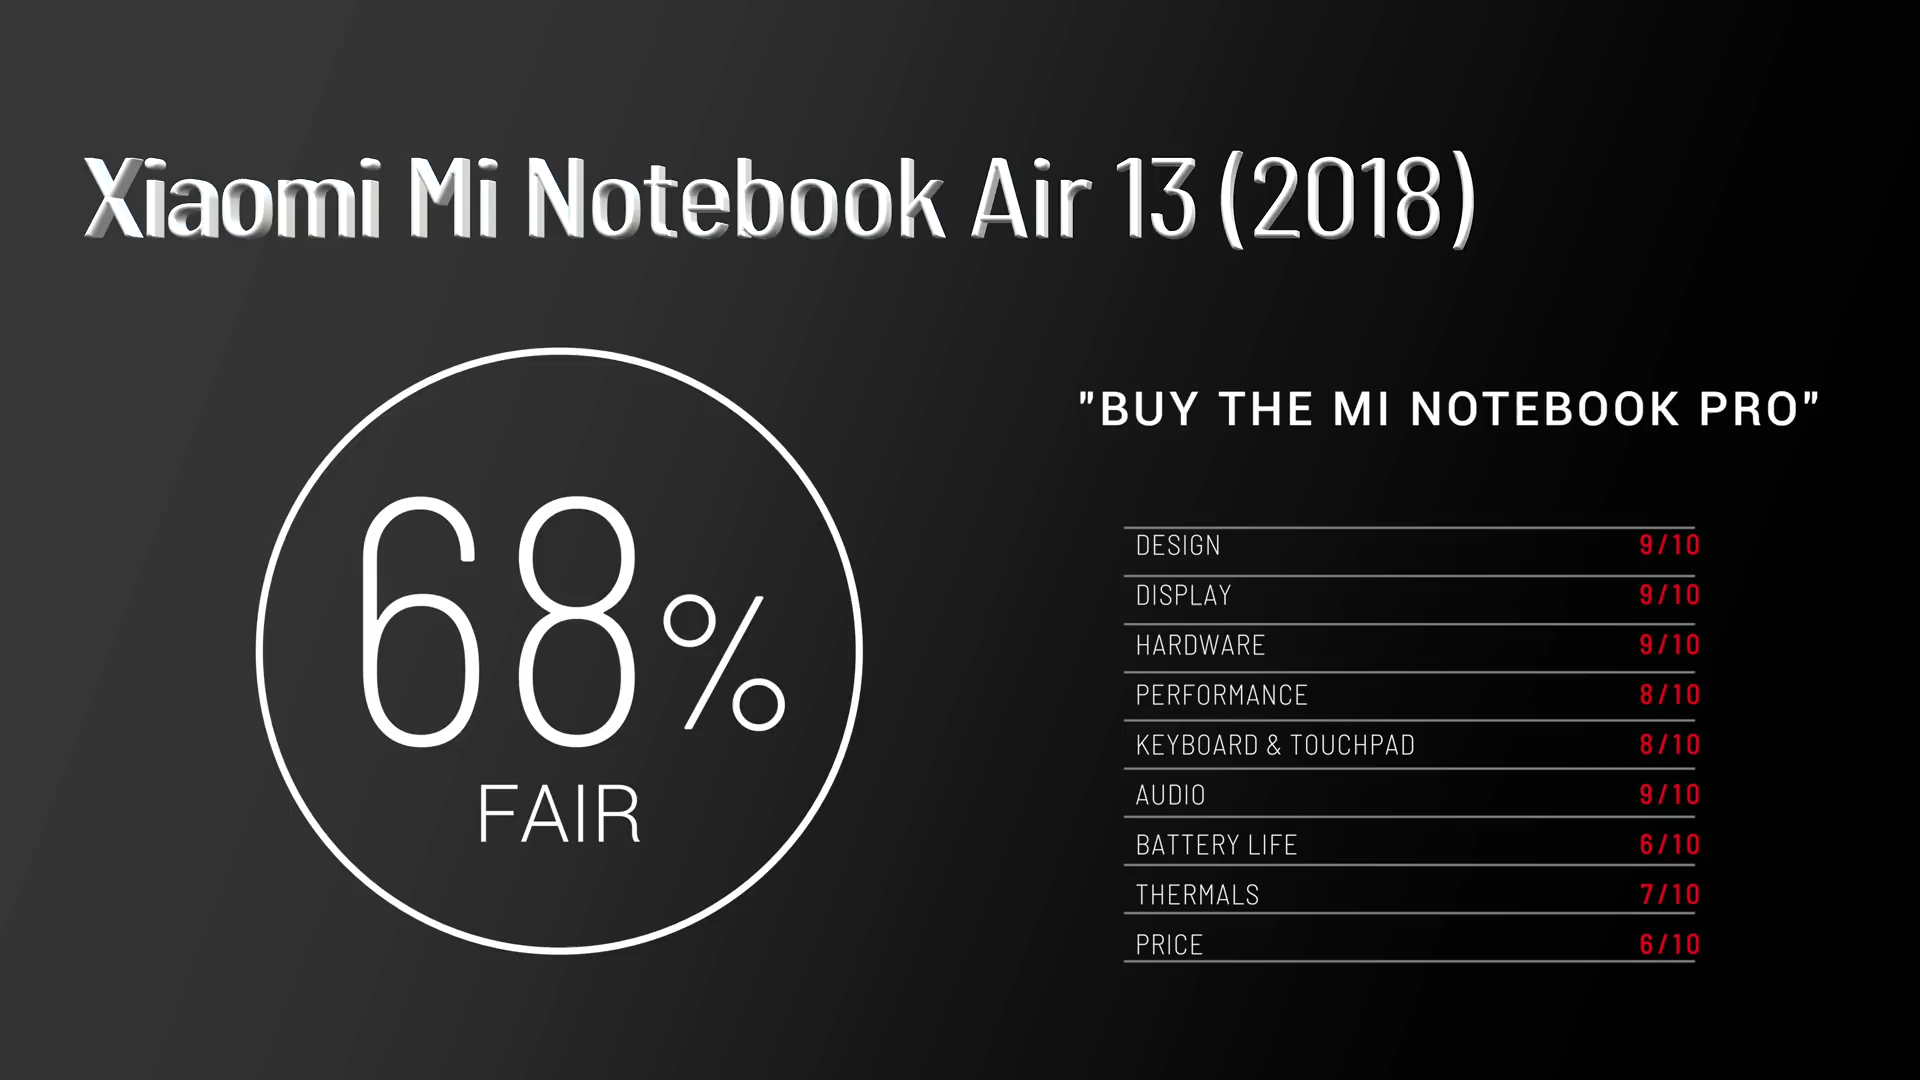 Xiaomi Mi Notebook Air 13 (2018)
68%
FAIR
"BUY THE MI NOTEBOOK PRO"
DESIGN 9/10
DISPLAY 9/10
HARDWARE 9/10
PERFORMANCE 8/10
KEYBOARD & TOUCHPAD 8/10
AUDIO 9/10
BATTERY LIFE 6/10
THERMALS 7/10
PRICE 6/10